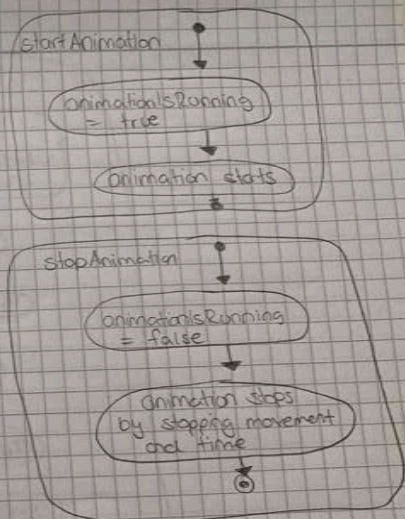 startAnimation
animationIsRunning
= true
animation starts
stopAnimation
animationIsRunning
= false
animation stops
by stopping movement
and time